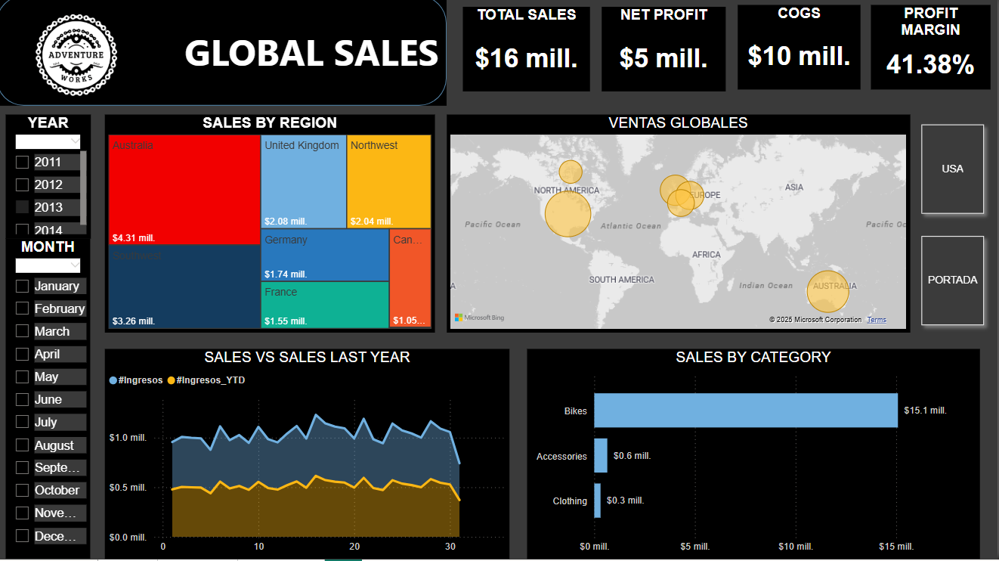 ADVENTURE
WORKS
GLOBAL SALES
TOTAL SALES
$16 mill.
NET PROFIT
$5 mill.
COGS
$10 mill.
PROFIT
MARGIN
41.38%
YEAR
2011
2012
2013
2014
MONTH
January
February
March
April
May
June
July
August
Septe...
October
Nove...
Dece...
SALES BY REGION
Australia
$4.31 mill.
Southwest
$3.26 mill.
United Kingdom
$2.08 mill.
Northwest
$2.04 mill.
Germany
$1.74 mill.
France
$1.55 mill.
Can...
$1.05...
VENTAS GLOBALES
NORTH AMERICA
EUROPE
ASIA
Pacific Ocean
Atlantic Ocean
Pacific Oc
AFRICA
SOUTH AMERICA
Indian Ocean
AUSTRALIA
A
Microsoft Bing
© 2025 Microsoft Corporation Terms
USA
PORTADA
SALES VS SALES LAST YEAR
#Ingresos #Ingresos_YTD
$1.0 mill.
$0.5 mill.
$0.0 mill.
0 10 20 30
SALES BY CATEGORY
Bikes $15.1 mill.
Accessories $0.6 mill.
Clothing $0.3 mill.
$0 mill. $5 mill. $10 mill. $15 mill.